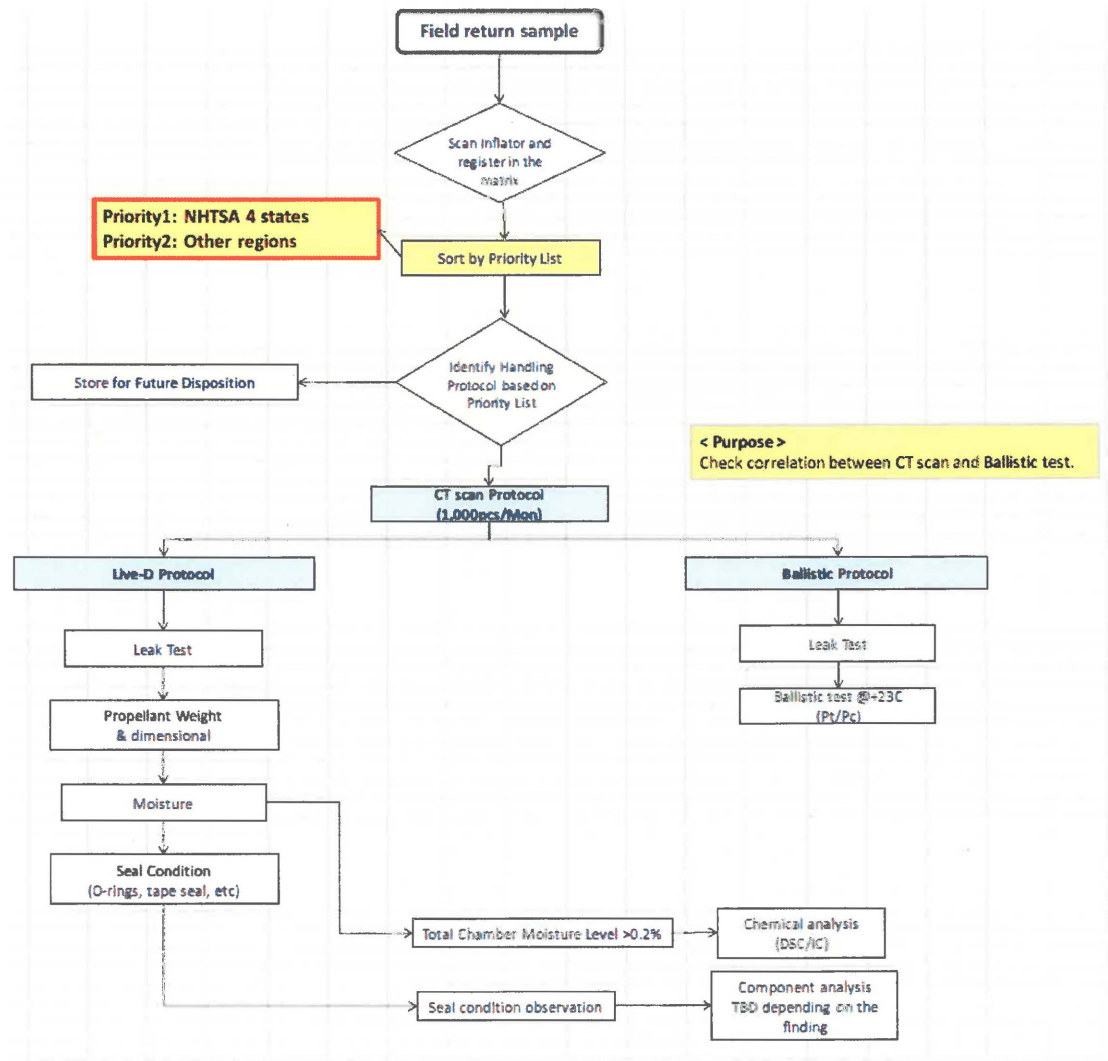 Field return sample
Scan Inflator and
register in the
matrix
Priority1: NHTSA 4 states
Priority2: Other regions
Sort by Priority List
Identify Handling
Protocol based on
Priority List
Store for Future Disposition
< Purpose >
Check correlation between CT scan and Ballistic test.
CT scan Protocol
(1,000pcs/Mon)
Live-D Protocol
Ballistic Protocol
Leak Test
Leak Test
Propellant Weight
& dimensional
Ballistic test @+23C
(Pt/Pc)
Moisture
Seal Condition
(O-rings, tape seal, etc)
Total Chamber Moisture Level >0.2%
Chemical analysis
(DSC/IC)
Seal condition observation
Component analysis
TBD depending on the
finding